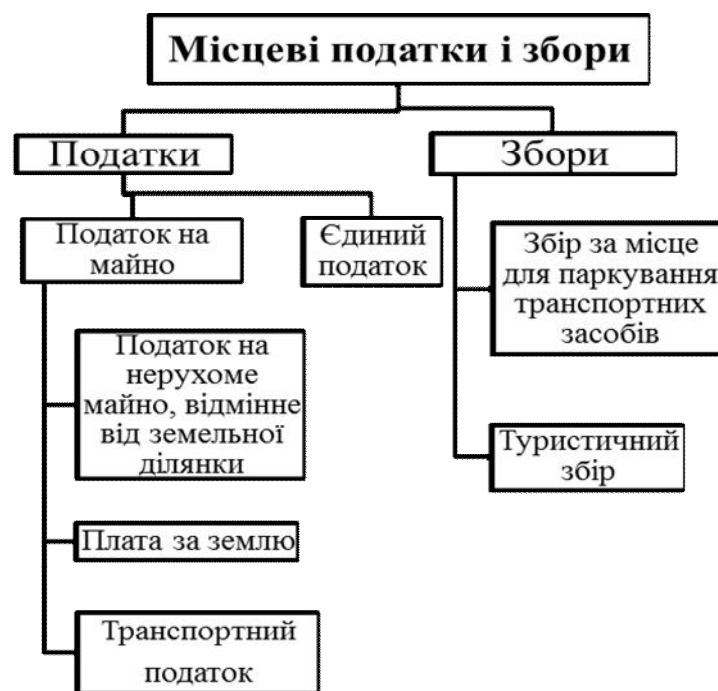 Місцеві податки і збори
Податки
Збори
Податок на
майно
Єдиний
податок
Збір за місце
для паркування
транспортних
засобів
Податок на
нерухоме
майно, відмінне
від земельної
ділянки
Туристичний
збір
Плата за землю
Транспортний
податок